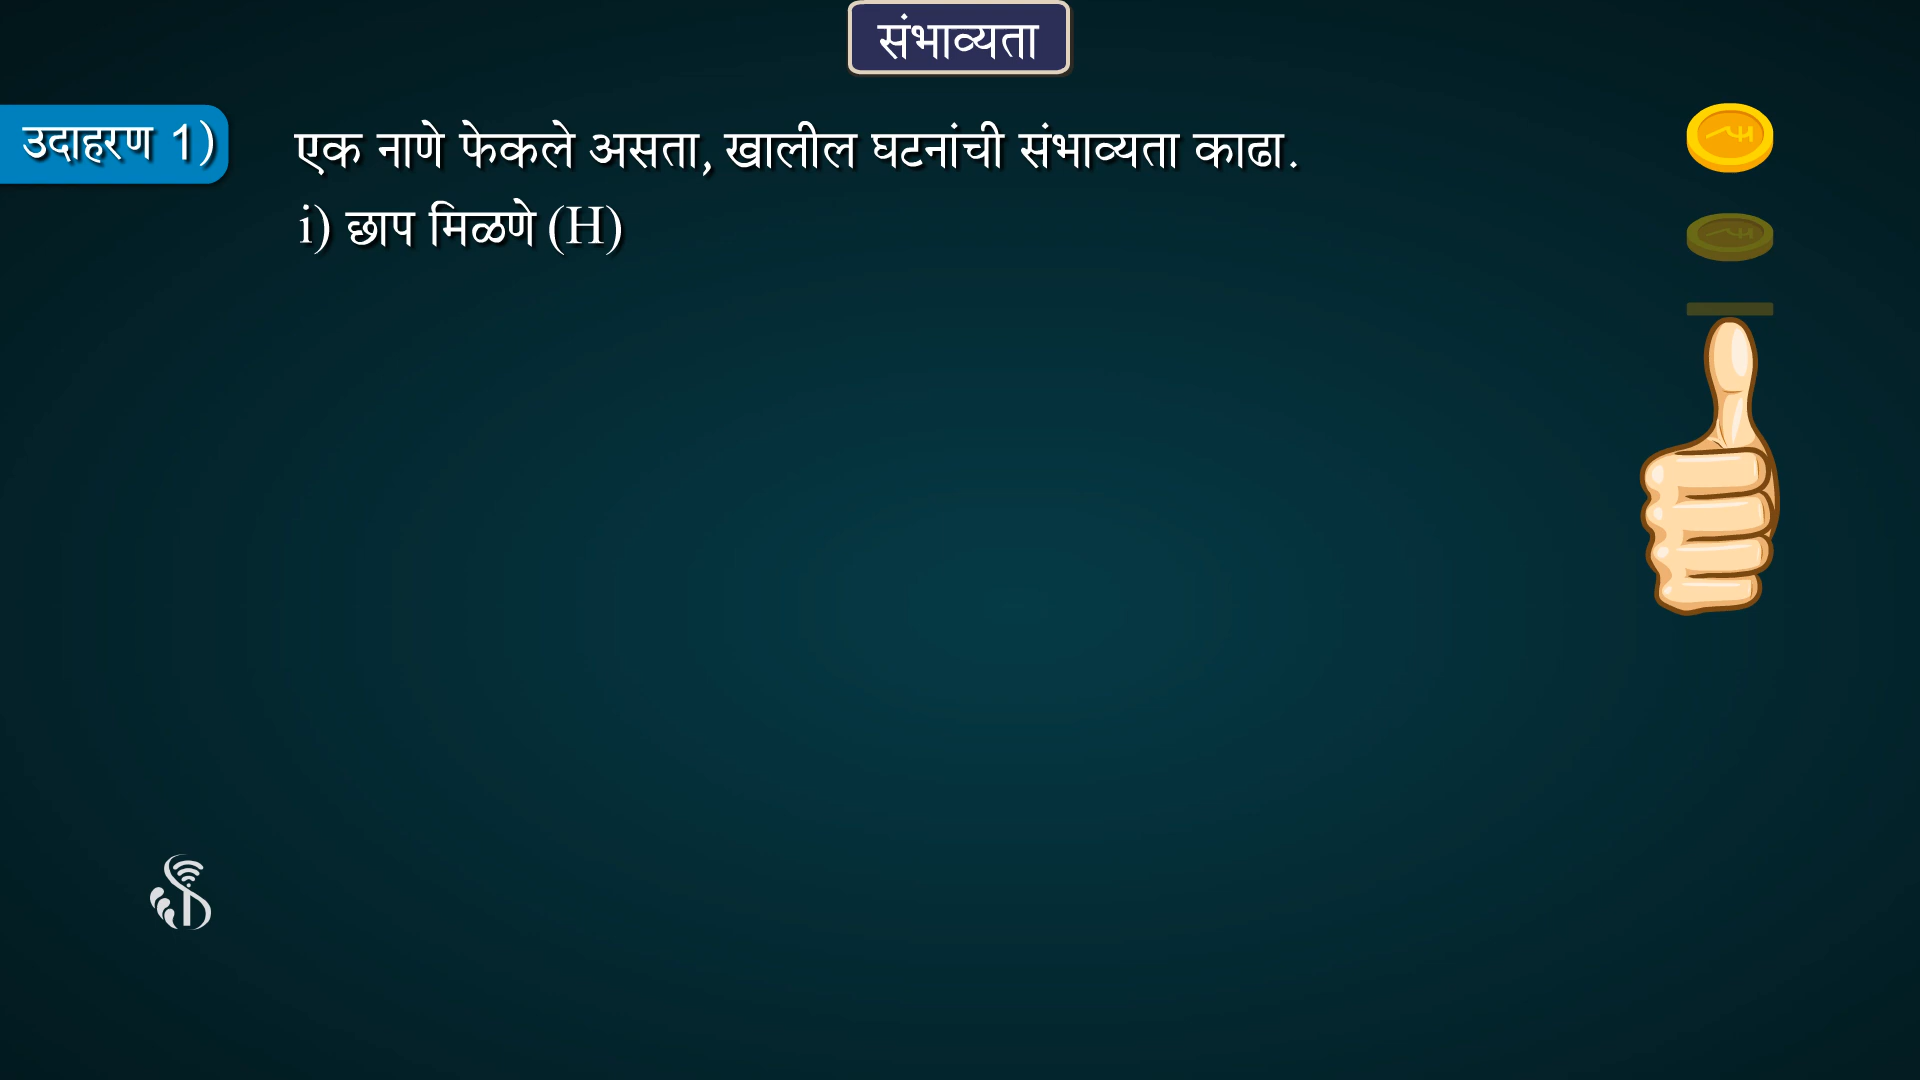 संभाव्यता
उदाहरण 1)
एक नाणे फेकले असता, खालील घटनांची संभाव्यता काढा.
i) छाप मिळणे (H)